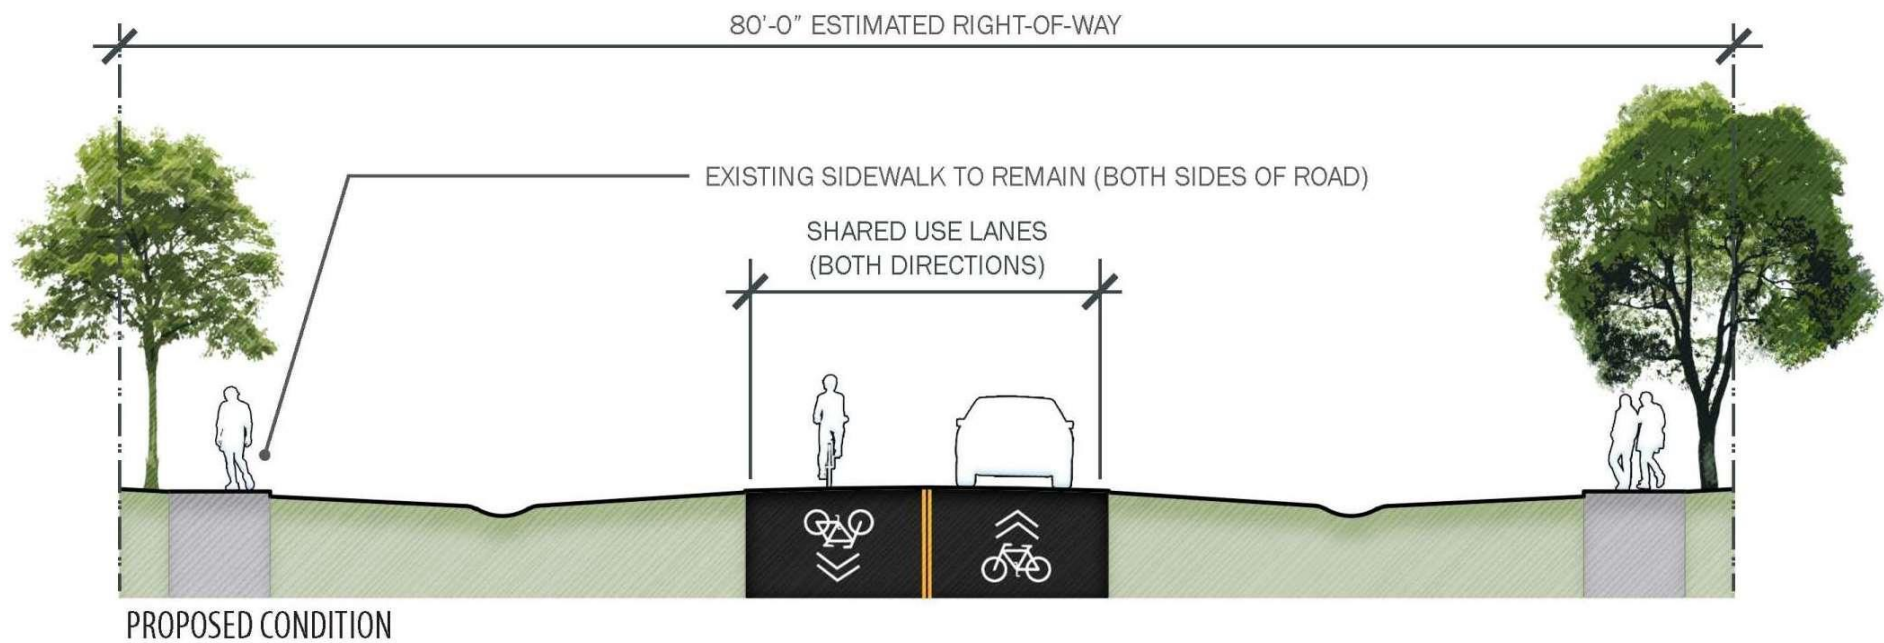 80'-0" ESTIMATED RIGHT-OF-WAY
EXISTING SIDEWALK TO REMAIN (BOTH SIDES OF ROAD)
SHARED USE LANES
(BOTH DIRECTIONS)
PROPOSED CONDITION